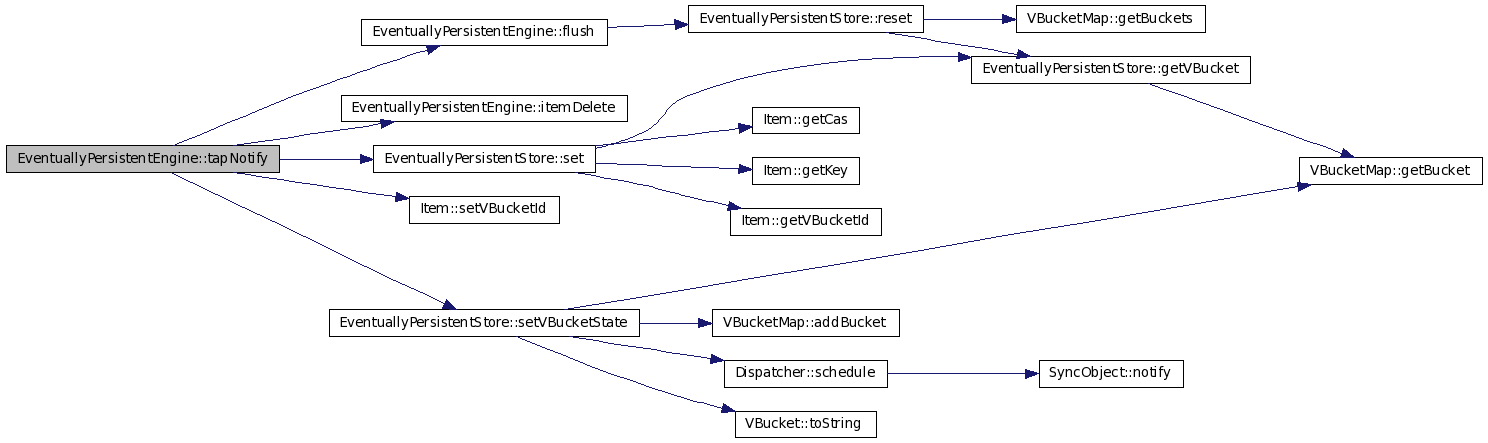 EventuallyPersistentEngine::tapNotify
EventuallyPersistentEngine::flush
EventuallyPersistentStore::reset
VBucketMap::getBuckets
EventuallyPersistentStore::getVBucket
EventuallyPersistentEngine::itemDelete
Item::getCas
EventuallyPersistentStore::set
Item::getKey
VBucketMap::getBucket
Item::setVBucketId
Item::getVBucketId
EventuallyPersistentStore::setVBucketState
VBucketMap::addBucket
Dispatcher::schedule
SyncObject::notify
VBucket::toString